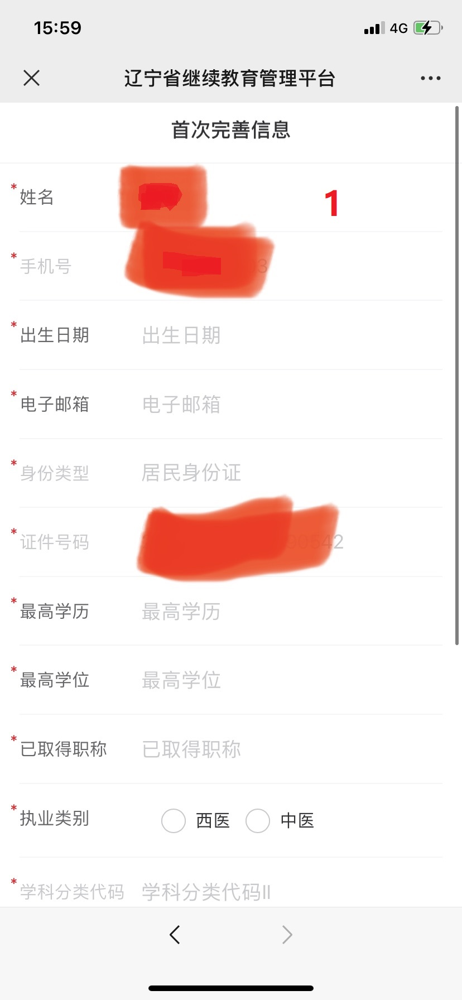 15:59
4G
辽宁省继续教育管理平台
首次完善信息
* 姓名
1
* 手机号
* 出生日期 出生日期
* 电子邮箱 电子邮箱
* 身份类型 居民身份证
* 证件号码
* 最高学历 最高学历
* 最高学位 最高学位
* 已取得职称 已取得职称
* 执业类别 西医 中医
* 学科分类代码 学科分类代码II